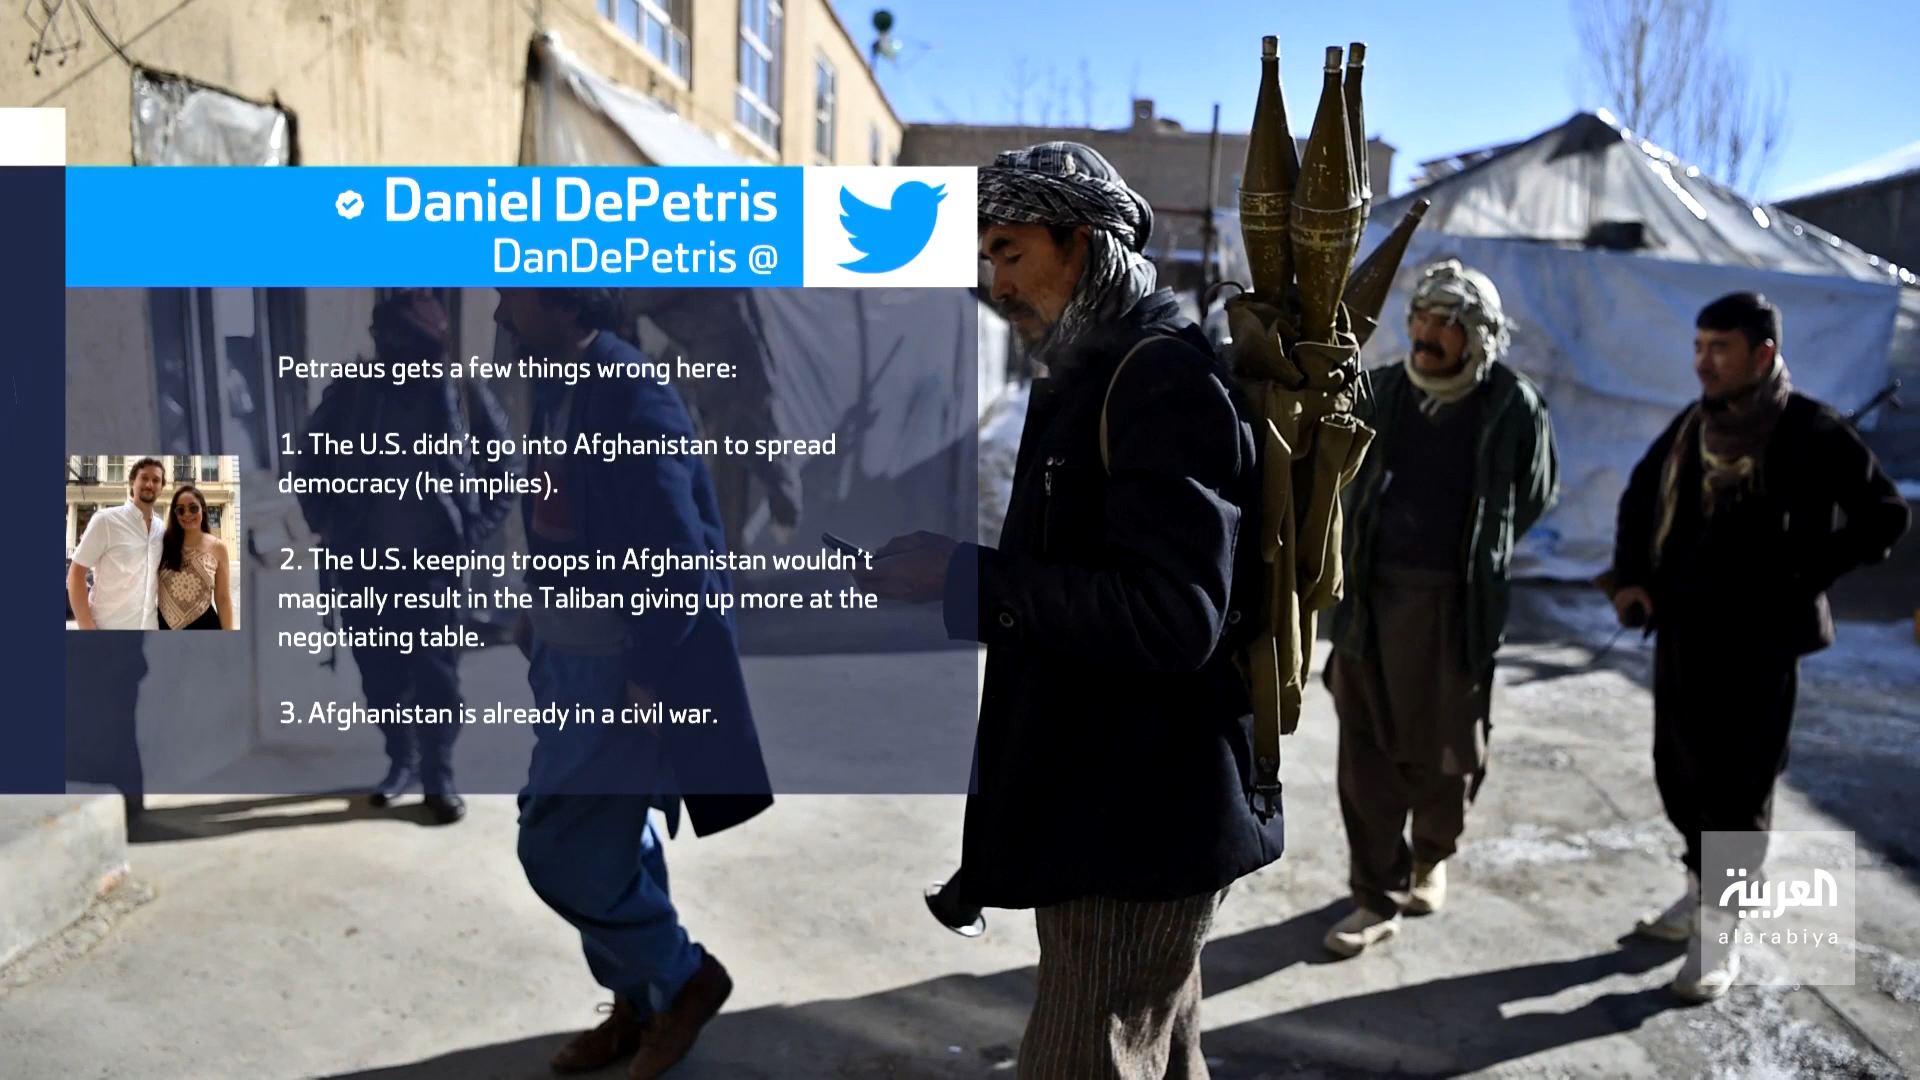 Daniel DePetris
DanDePetris @
Petraeus gets a few things wrong here:
1. The U.S. didn't go into Afghanistan to spread
democracy (he implies).
2. The U.S. keeping troops in Afghanistan wouldn't
magically result in the Taliban giving up more at the
negotiating table.
3. Afghanistan is already in a civil war.
العربية
alarabiya